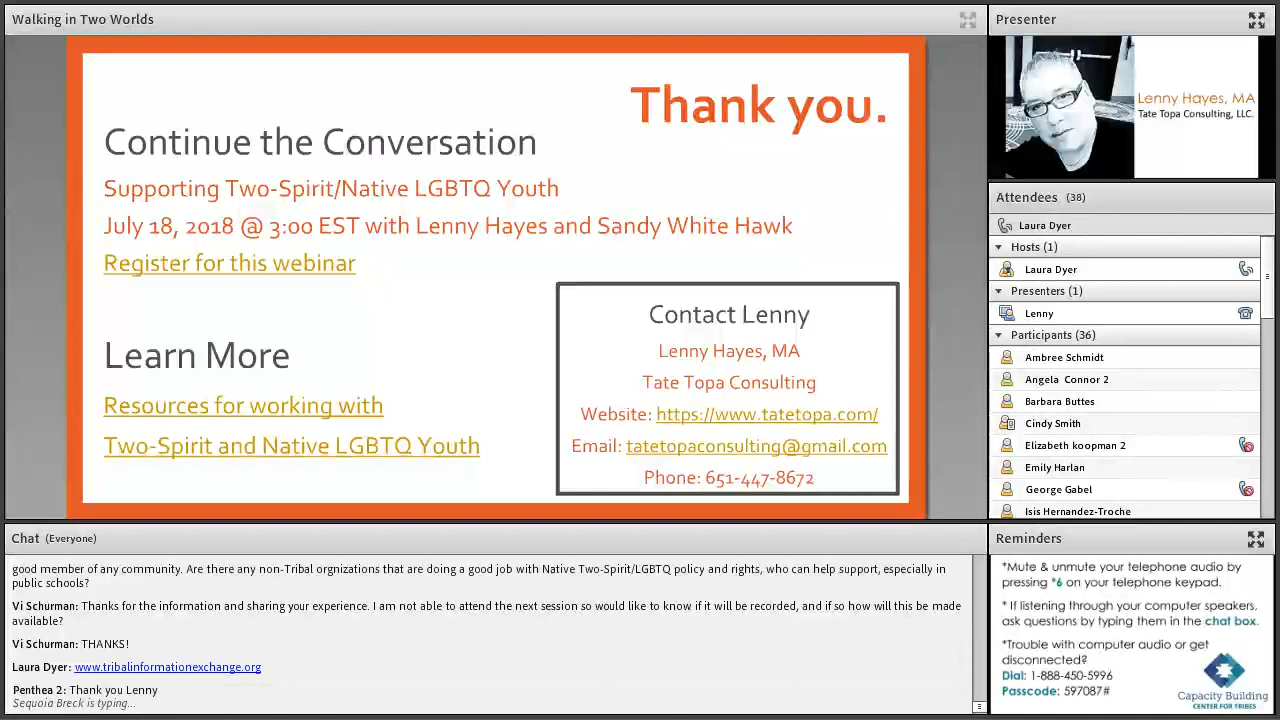 Walking in Two Worlds
Thank you.
Continue the Conversation
Supporting Two-Spirit/Native LGBTQ Youth
July 18, 2018 @ 3:00 EST with Lenny Hayes and Sandy White Hawk
Register for this webinar
Learn More
Resources for working with
Two-Spirit and Native LGBTQ Youth
Contact Lenny
Lenny Hayes, MA
Tate Topa Consulting
Website: https://www.tatetopa.com/
Email: tatetopaconsulting@gmail.com
Phone: 651-447-8672
Presenter
Lenny Hayes, MA
Tate Topa Consulting, LLC.
Attendees (38)
Laura Dyer
Hosts (1)
Laura Dyer
Presenters (1)
Lenny
Participants (36)
Ambree Schmidt
Angela Connor 2
Barbara Buttes
Cindy Smith
Elizabeth koopman 2
Emily Harlan
George Gabel
Isis Hernandez-Troche
Chat (Everyone)
good member of any community. Are there any non-Tribal orgnizations that are doing a good job with Native Two-Spirit/LGBTQ policy and rights, who can help support, especially in
public schools?
Vi Schurman: Thanks for the information and sharing your experience. I am not able to attend the next session so would like to know if it will be recorded, and if so how will this be made
available?
Vi Schurman: THANKS!
Laura Dyer: www.tribalinformationexchange.org
Penthea 2: Thank you Lenny
Sequoia Breck is typing...
Reminders
*Mute & unmute your telephone audio by
pressing *6 on your telephone keypad.
* If listening through your computer speakers,
ask questions by typing them in the chat box.
*Trouble with computer audio or get
disconnected?
Dial: 1-888-450-5996
Passcode: 597087#
Capacity Building
CENTER FOR TRIBES